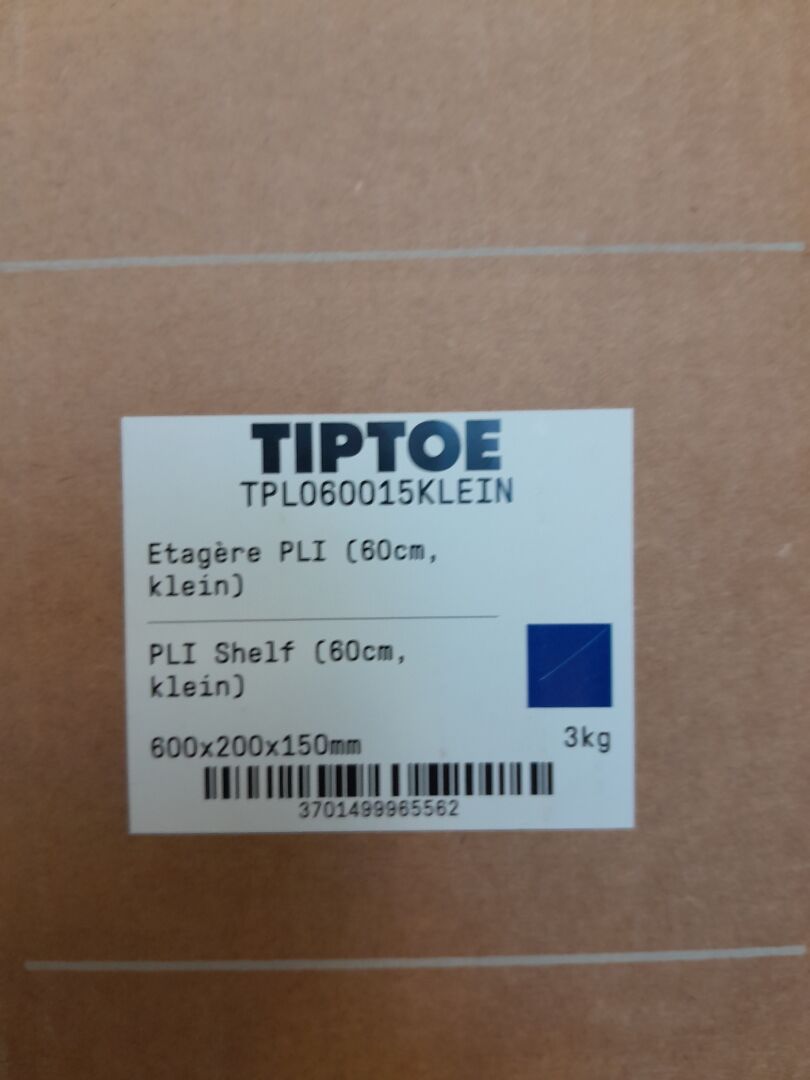 TIPTOE
TPL060015KLEIN
Etagère PLI (60cm,
klein)
PLI Shelf (60cm,
klein)
600x200x150mm
3kg
3701499965562